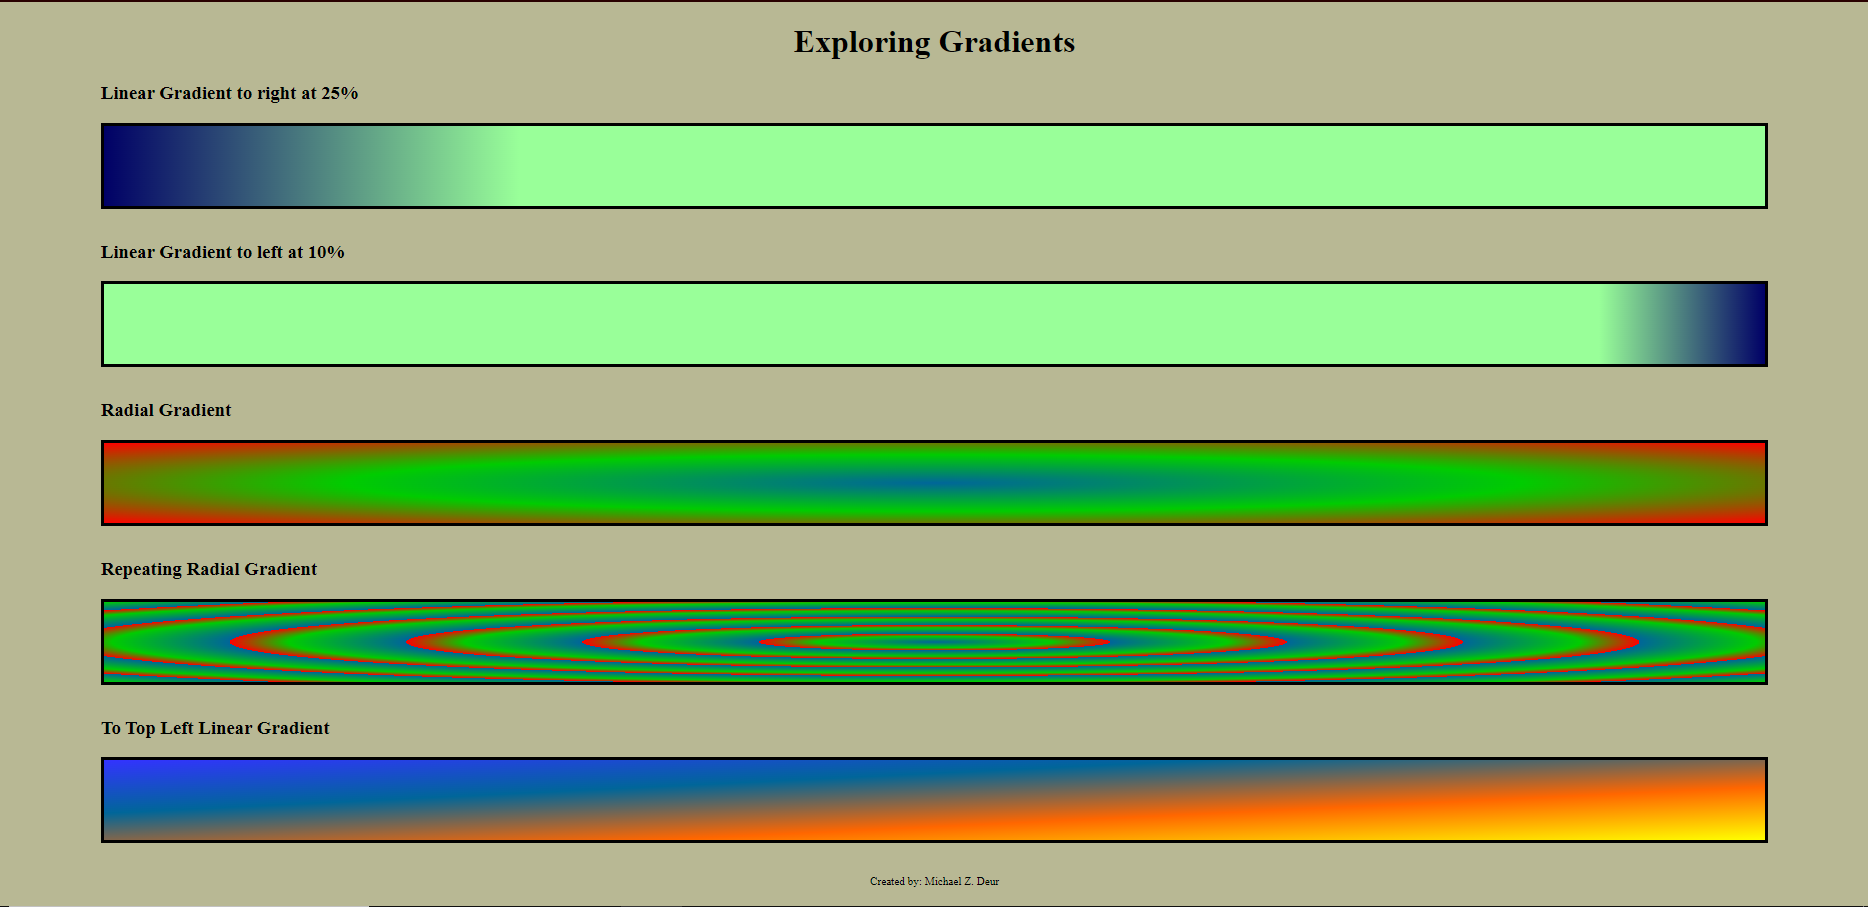 Exploring Gradients
Linear Gradient to right at 25%
Linear Gradient to left at 10%
Radial Gradient
Repeating Radial Gradient
To Top Left Linear Gradient
Created by: Michael Z. Deur